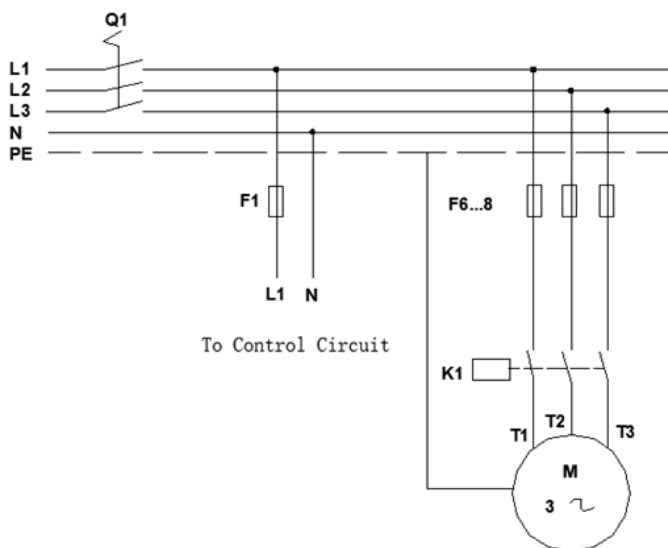 Q1
L1
L2
L3
N
PE
F1
F6...8
L1 N
To Control Circuit
K1
T1 T2 T3
M
3